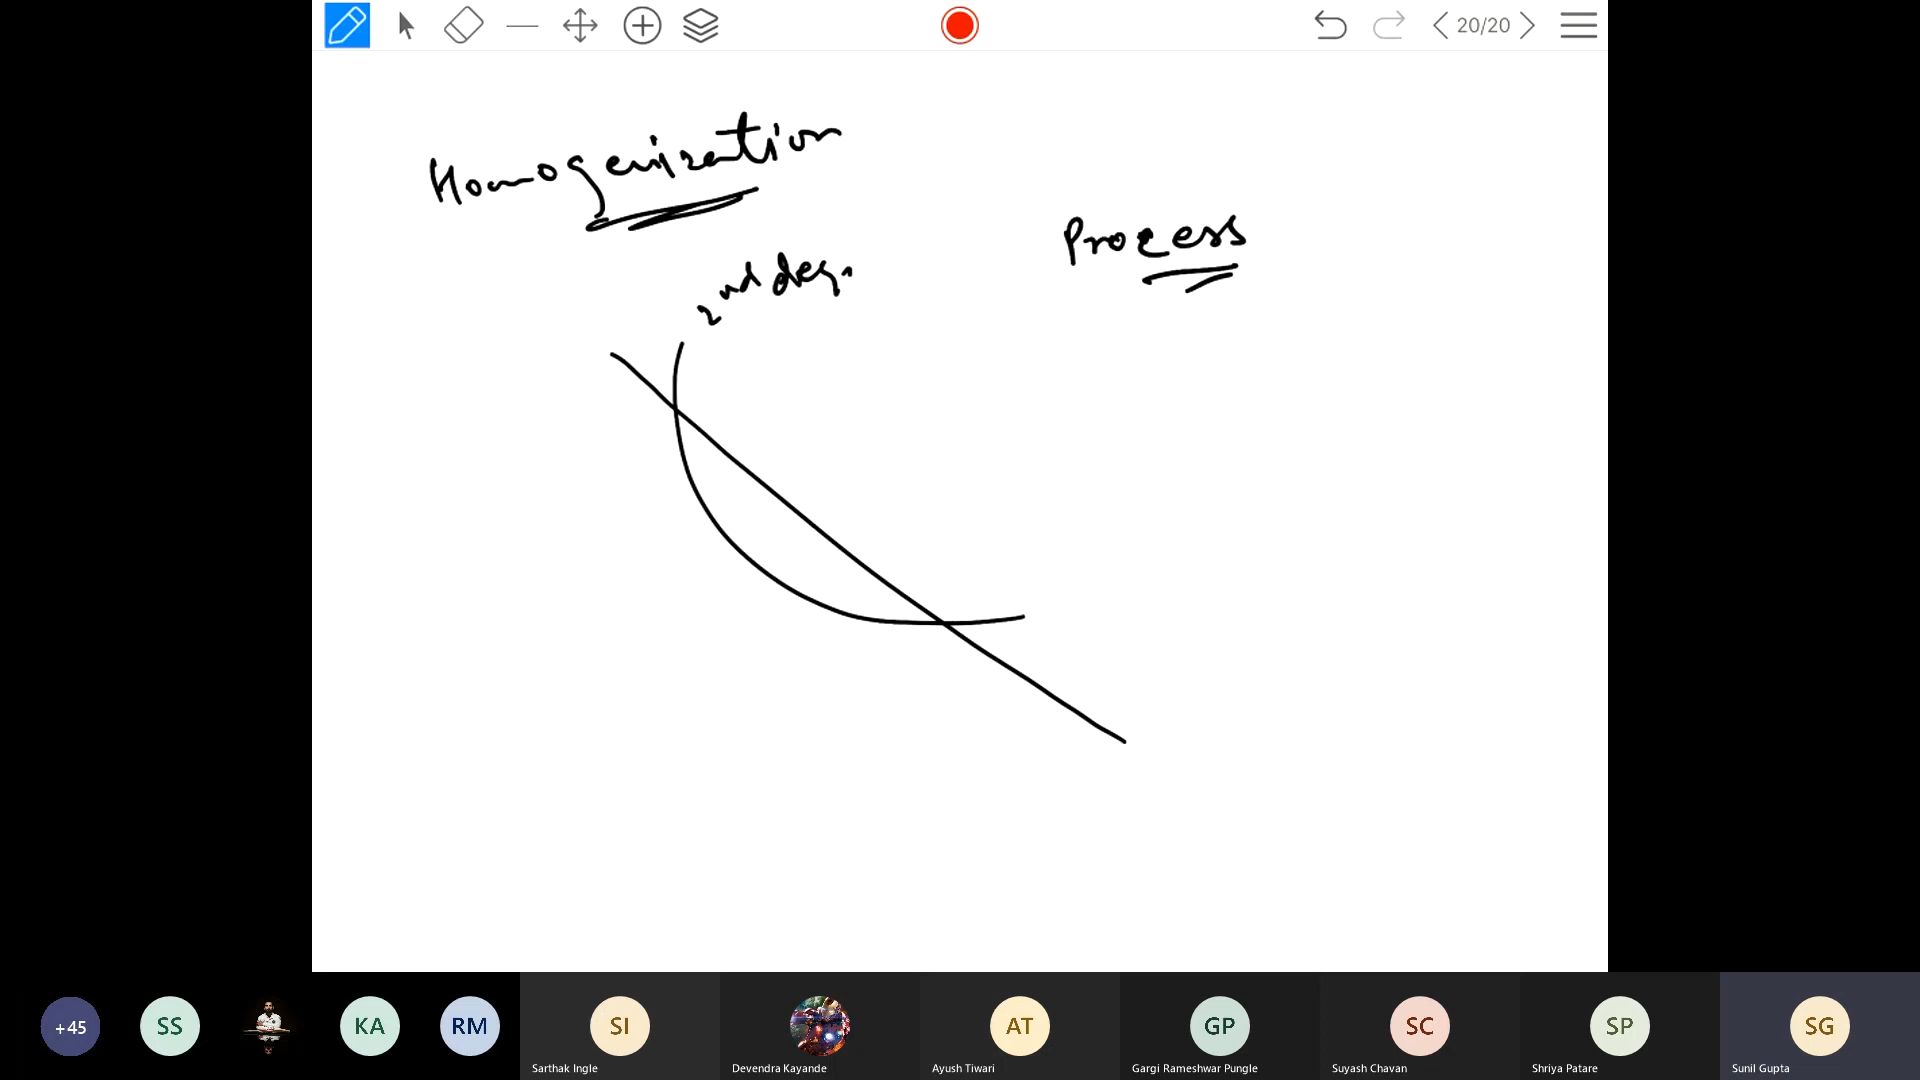 20/20
Homogenization
Process
2nd deg.
+45
SS
KA
RM
SI
AT
GP
SC
SP
SG
Sarthak Ingle
Devendra Kayande
Ayush Tiwari
Gargi Rameshwar Pungle
Suyash Chavan
Shriya Patare
Sunil Gupta